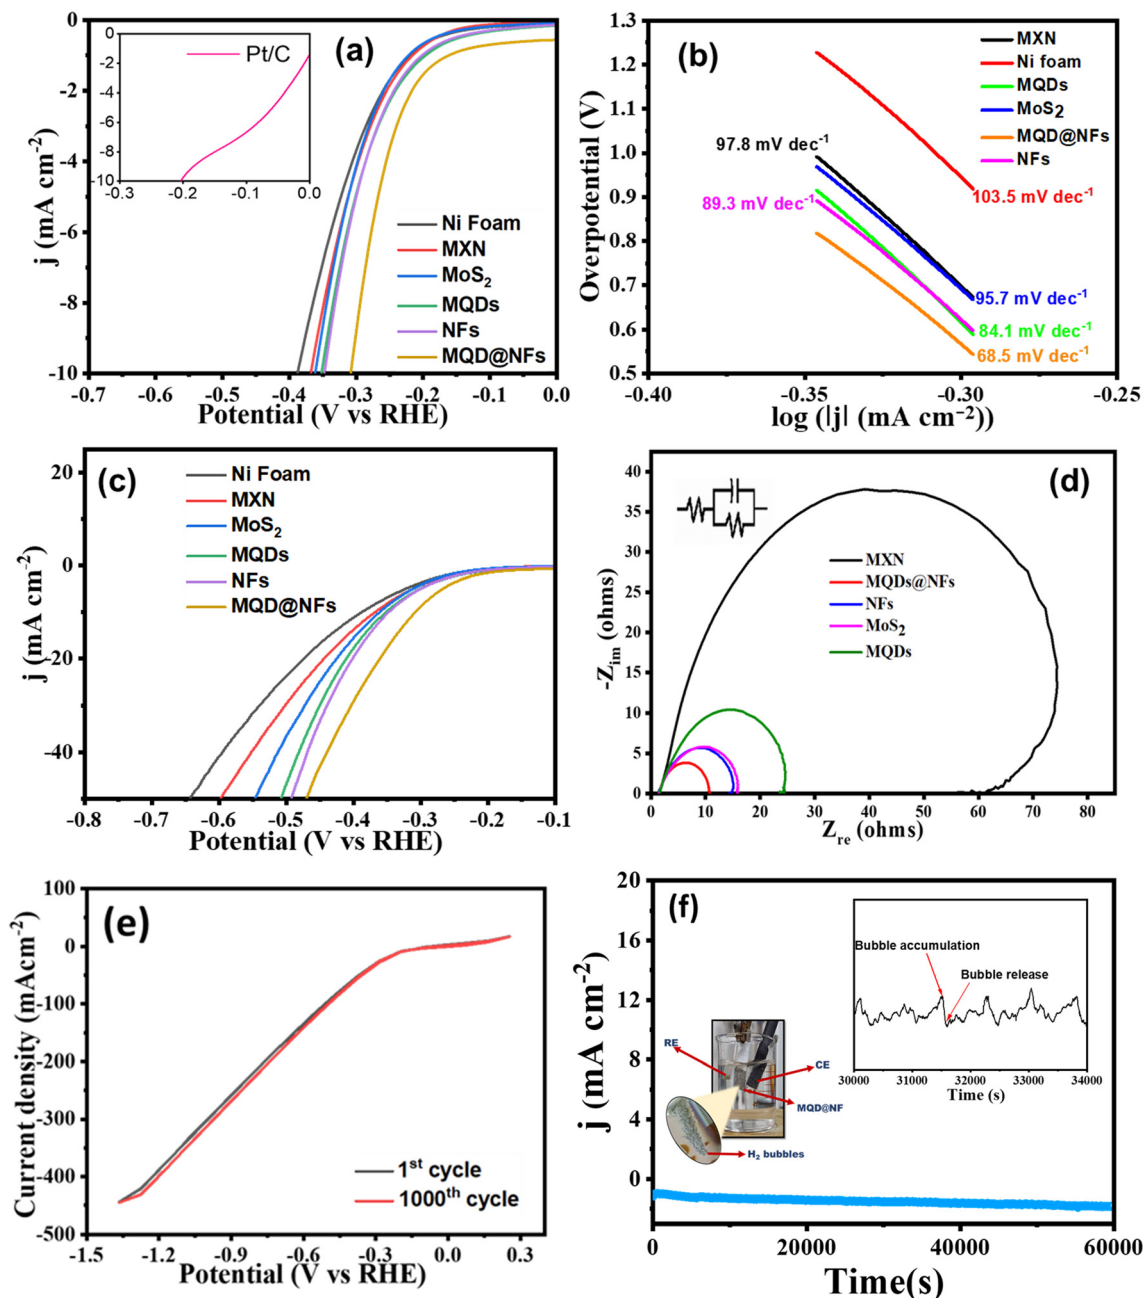 (a)
j (mA cm⁻²)
0
-2
-4
-6
-8
-10
-0.7
-0.6
-0.5
-0.4
-0.3
-0.2
-0.1
0.0
Potential (V vs RHE)
Pt/C
0
-2
-4
-6
-8
-10
-0.3
-0.2
-0.1
0.0
Ni Foam
MXN
MoS₂
MQDs
NFs
MQD@NFs
(b)
Overpotential (V)
1.3
1.2
1.1
1.0
0.9
0.8
0.7
0.6
0.5
-0.40
-0.35
-0.30
-0.25
log (|j| (mA cm⁻²))
MXN
Ni foam
MQDs
MoS₂
MQD@NFs
NFs
97.8 mV dec⁻¹
89.3 mV dec⁻¹
103.5 mV dec⁻¹
95.7 mV dec⁻¹
84.1 mV dec⁻¹
68.5 mV dec⁻¹
(c)
j (mA cm⁻²)
20
0
-20
-40
-0.8
-0.7
-0.6
-0.5
-0.4
-0.3
-0.2
-0.1
Potential (V vs RHE)
Ni Foam
MXN
MoS₂
MQDs
NFs
MQD@NFs
(d)
-Z_im (ohms)
40
35
30
25
20
15
10
5
0
0
10
20
30
40
50
60
70
80
Z_re (ohms)
MXN
MQDs@NFs
NFs
MoS₂
MQDs
(e)
Current density (mAcm⁻²)
100
0
-100
-200
-300
-400
-500
-1.5
-1.2
-0.9
-0.6
-0.3
0.0
0.3
Potential (V vs RHE)
1ˢᵗ cycle
1000ᵗʰ cycle
(f)
j (mA cm⁻²)
20
16
12
8
4
0
0
20000
40000
60000
Time(s)
Bubble accumulation
Bubble release
30000
31000
32000
33000
34000
Time (s)
RE
CE
MQD@NF
H₂ bubbles